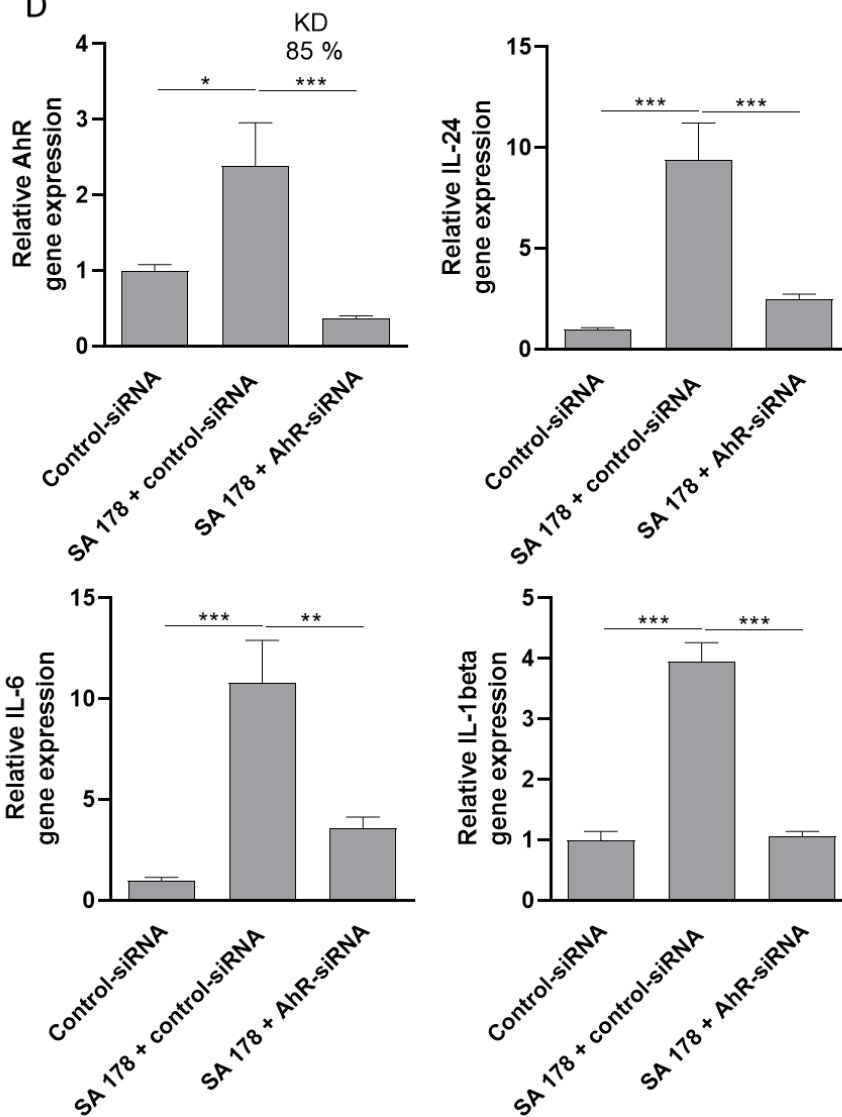 D
KD
85 %
Relative AhR
gene expression
4
3
2
1
0
*
***
Control-siRNA
SA 178 + control-siRNA
SA 178 + AhR-siRNA
Relative IL-24
gene expression
15
10
5
0
***
***
Control-siRNA
SA 178 + control-siRNA
SA 178 + AhR-siRNA
Relative IL-6
gene expression
15
10
5
0
***
**
Control-siRNA
SA 178 + control-siRNA
SA 178 + AhR-siRNA
Relative IL-1beta
gene expression
5
4
3
2
1
0
***
***
Control-siRNA
SA 178 + control-siRNA
SA 178 + AhR-siRNA